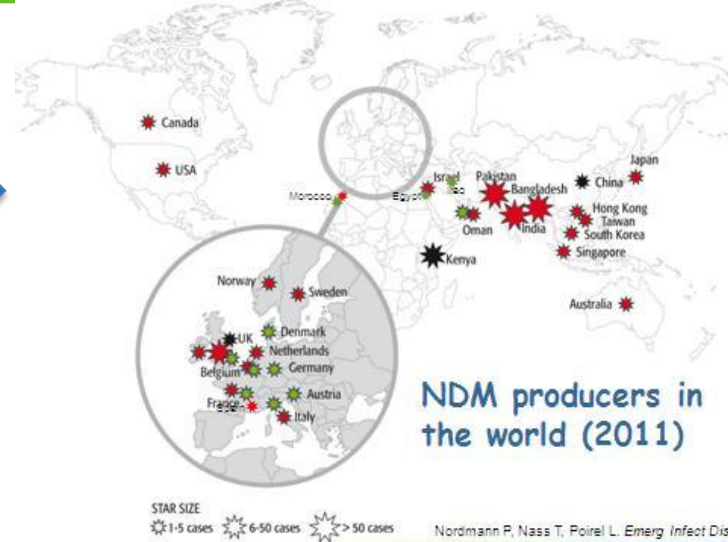 Canada
USA
Morocco
Egypt
Israel
Iraq
Pakistan
Bangladesh
India
Oman
Kenya
China
Japan
Hong Kong
Taiwan
South Korea
Singapore
Australia
Norway
Sweden
UK
Denmark
Netherlands
Belgium
Germany
France
Spain
Austria
Italy
NDM producers in
the world (2011)
STAR SIZE
1-5 cases 6-50 cases > 50 cases
Nordmann P, Nass T, Poirel L. Emerg Infect Dis